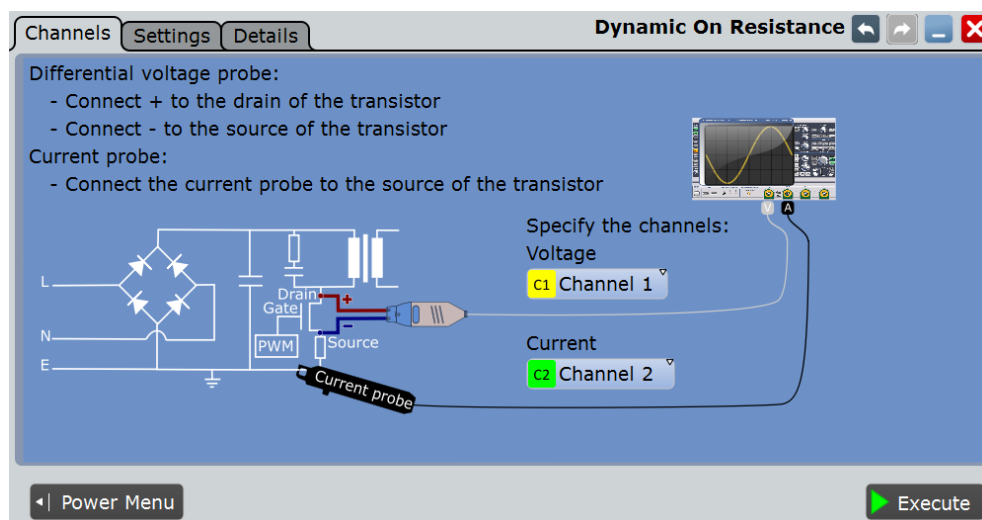 Channels Settings Details Dynamic On Resistance
Differential voltage probe:
- Connect + to the drain of the transistor
- Connect - to the source of the transistor
Current probe:
- Connect the current probe to the source of the transistor
V A
Specify the channels:
Voltage
C1 Channel 1
L
Drain +
Gate
N
PWM
Source
-
E
Current probe
Current
C2 Channel 2
Power Menu
Execute